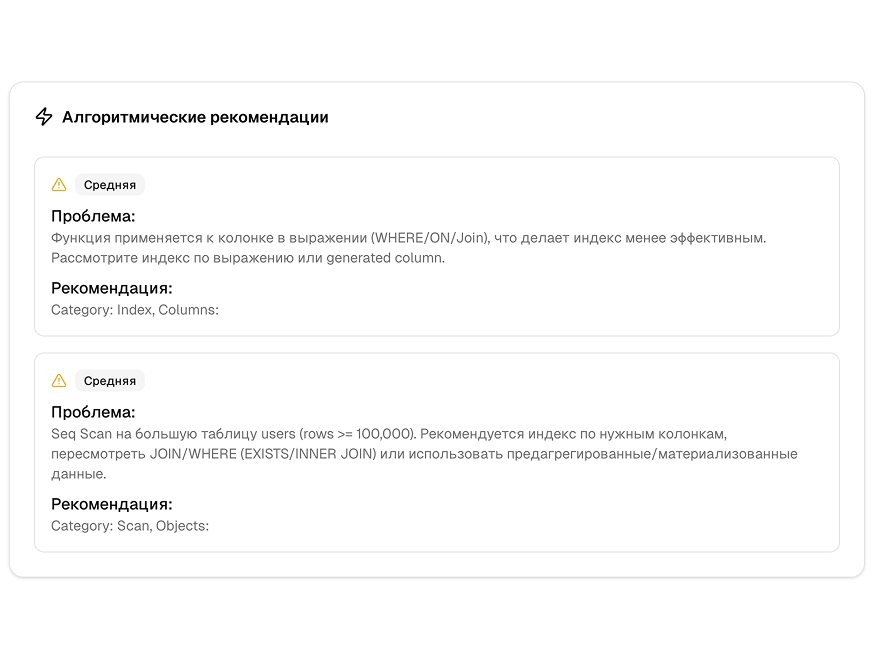 Алгоритмические рекомендации
Средняя
Проблема:
Функция применяется к колонке в выражении (WHERE/ON/Join), что делает индекс менее эффективным.
Рассмотрите индекс по выражению или generated column.
Рекомендация:
Category: Index, Columns:
Средняя
Проблема:
Seq Scan на большую таблицу users (rows >= 100,000). Рекомендуется индекс по нужным колонкам,
пересмотреть JOIN/WHERE (EXISTS/INNER JOIN) или использовать предагрегированные/материализованные
данные.
Рекомендация:
Category: Scan, Objects: